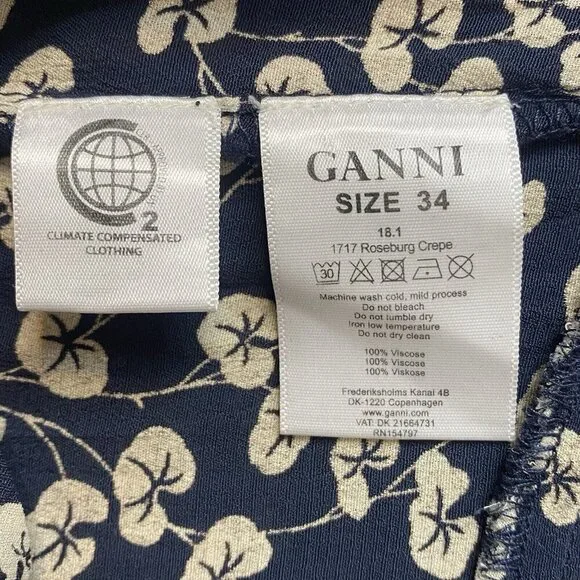 2
CLIMATE COMPENSATED
CLOTHING
GANNI
SIZE 34
18.1
1717 Roseburg Crepe
30
Machine wash cold, mild process
Do not bleach
Do not tumble dry
Iron low temperature
Do not dry clean
100% Viscose
100% Viscose
100% Viskose
Frederiksholms Kanal 4B
DK-1220 Copenhagen
www.ganni.com
VAT: DK 21664731
RN154797